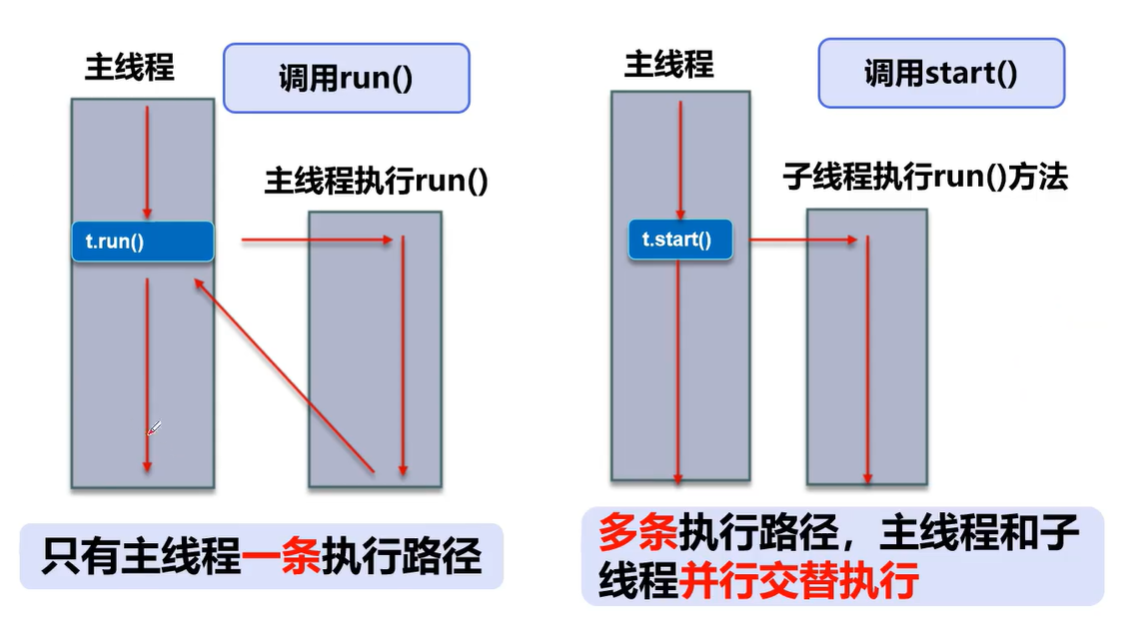 主线程
调用run()
主线程执行run()
t.run()
只有主线程一条执行路径
主线程
调用start()
子线程执行run()方法
t.start()
多条执行路径，主线程和子
线程并行交替执行